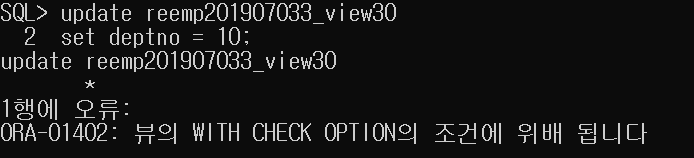 SQL> update reemp201907033_view30
  2  set deptno = 10;
update reemp201907033_view30
       *
1행에 오류:
ORA-01402: 뷰의 WITH CHECK OPTION의 조건에 위배 됩니다